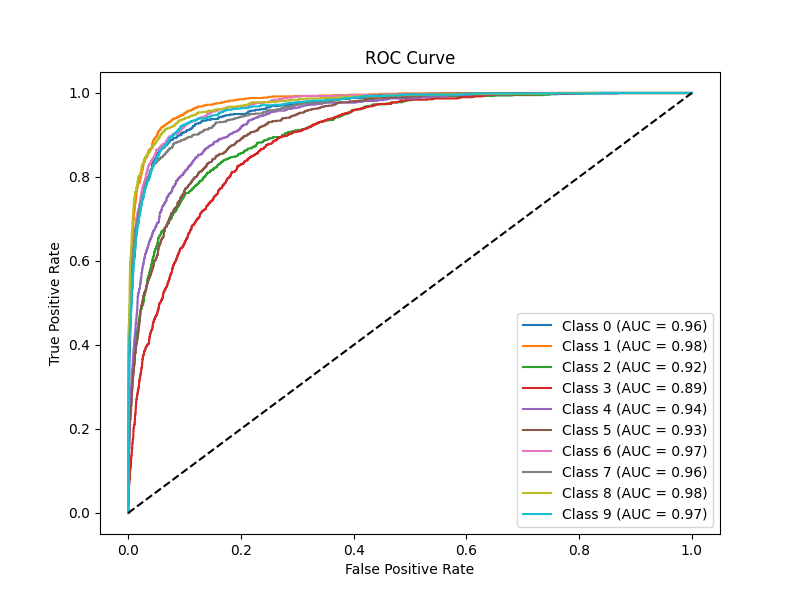 ROC Curve
True Positive Rate
1.0
0.8
0.6
0.4
0.2
0.0
0.0 0.2 0.4 0.6 0.8 1.0
False Positive Rate
Class 0 (AUC = 0.96)
Class 1 (AUC = 0.98)
Class 2 (AUC = 0.92)
Class 3 (AUC = 0.89)
Class 4 (AUC = 0.94)
Class 5 (AUC = 0.93)
Class 6 (AUC = 0.97)
Class 7 (AUC = 0.96)
Class 8 (AUC = 0.98)
Class 9 (AUC = 0.97)